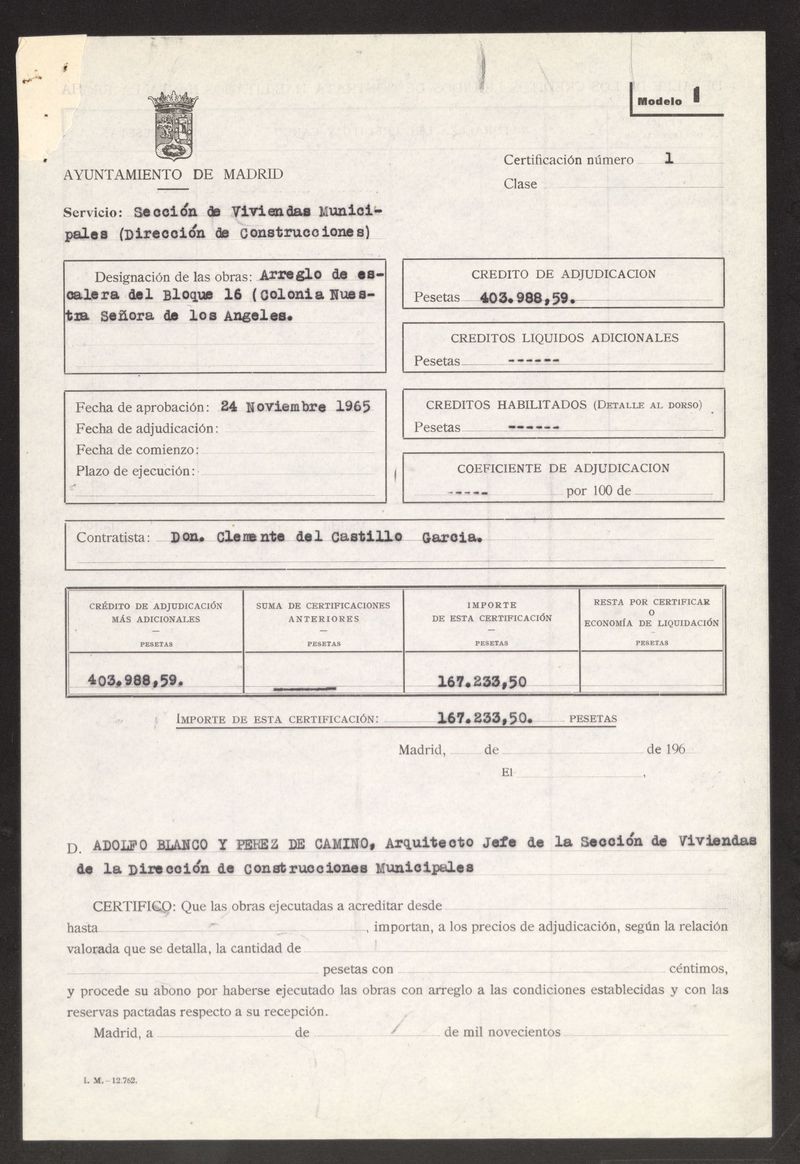 Modelo 1
AYUNTAMIENTO DE MADRID
Certificación número 1
Clase
Servicio: Sección de Viviendas Munici-
pales (Dirección de Construcciones)
Designación de las obras: Arreglo de es-
calera del Bloque 16 (Colonia Nues-
tra Señora de los Angeles.
CREDITO DE ADJUDICACION
Pesetas 403.988,59.
CREDITOS LIQUIDOS ADICIONALES
Pesetas ------
CREDITOS HABILITADOS (DETALLE AL DORSO)
Pesetas ------
Fecha de aprobación: 24 Noviembre 1965
Fecha de adjudicación:
Fecha de comienzo:
Plazo de ejecución:
COEFICIENTE DE ADJUDICACION
----- por 100 de
Contratista: Don. Clemente del Castillo Garcia.
CRÉDITO DE ADJUDICACIÓN
MÁS ADICIONALES
—
PESETAS
SUMA DE CERTIFICACIONES
ANTERIORES
—
PESETAS
IMPORTE
DE ESTA CERTIFICACIÓN
—
PESETAS
RESTA POR CERTIFICAR
O
ECONOMÍA DE LIQUIDACIÓN
—
PESETAS
403.988,59.
167.233,50
IMPORTE DE ESTA CERTIFICACIÓN: 167.233,50. PESETAS
Madrid, de de 196
El ,
D. ADOLFO BLANCO Y PEREZ DE CAMINO, Arquitecto Jefe de la Sección de Viviendas
de la Dirección de Construcciones Municipales
CERTIFICO: Que las obras ejecutadas a acreditar desde
hasta , importan, a los precios de adjudicación, según la relación
valorada que se detalla, la cantidad de
pesetas con céntimos,
y procede su abono por haberse ejecutado las obras con arreglo a las condiciones establecidas y con las
reservas pactadas respecto a su recepción.
Madrid, a de de mil novecientos
I. M. - 12.762.